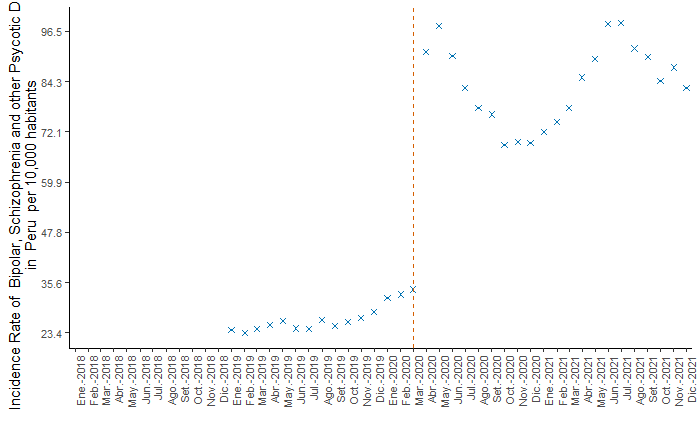 Incidence Rate of Bipolar, Schizophrenia and other Psycotic D
in Peru per 10,000 habitants
96.5
84.3
72.1
59.9
47.8
35.6
23.4
Ene.-2018
Feb.-2018
Mar.-2018
Abr.-2018
May.-2018
Jun.-2018
Jul.-2018
Ago.-2018
Set.-2018
Oct.-2018
Nov.-2018
Dic.-2018
Ene.-2019
Feb.-2019
Mar.-2019
Abr.-2019
May.-2019
Jun.-2019
Jul.-2019
Ago.-2019
Set.-2019
Oct.-2019
Nov.-2019
Dic.-2019
Ene.-2020
Feb.-2020
Mar.-2020
Abr.-2020
May.-2020
Jun.-2020
Jul.-2020
Ago.-2020
Set.-2020
Oct.-2020
Nov.-2020
Dic.-2020
Ene.-2021
Feb.-2021
Mar.-2021
Abr.-2021
May.-2021
Jun.-2021
Jul.-2021
Ago.-2021
Set.-2021
Oct.-2021
Nov.-2021
Dic.-2021